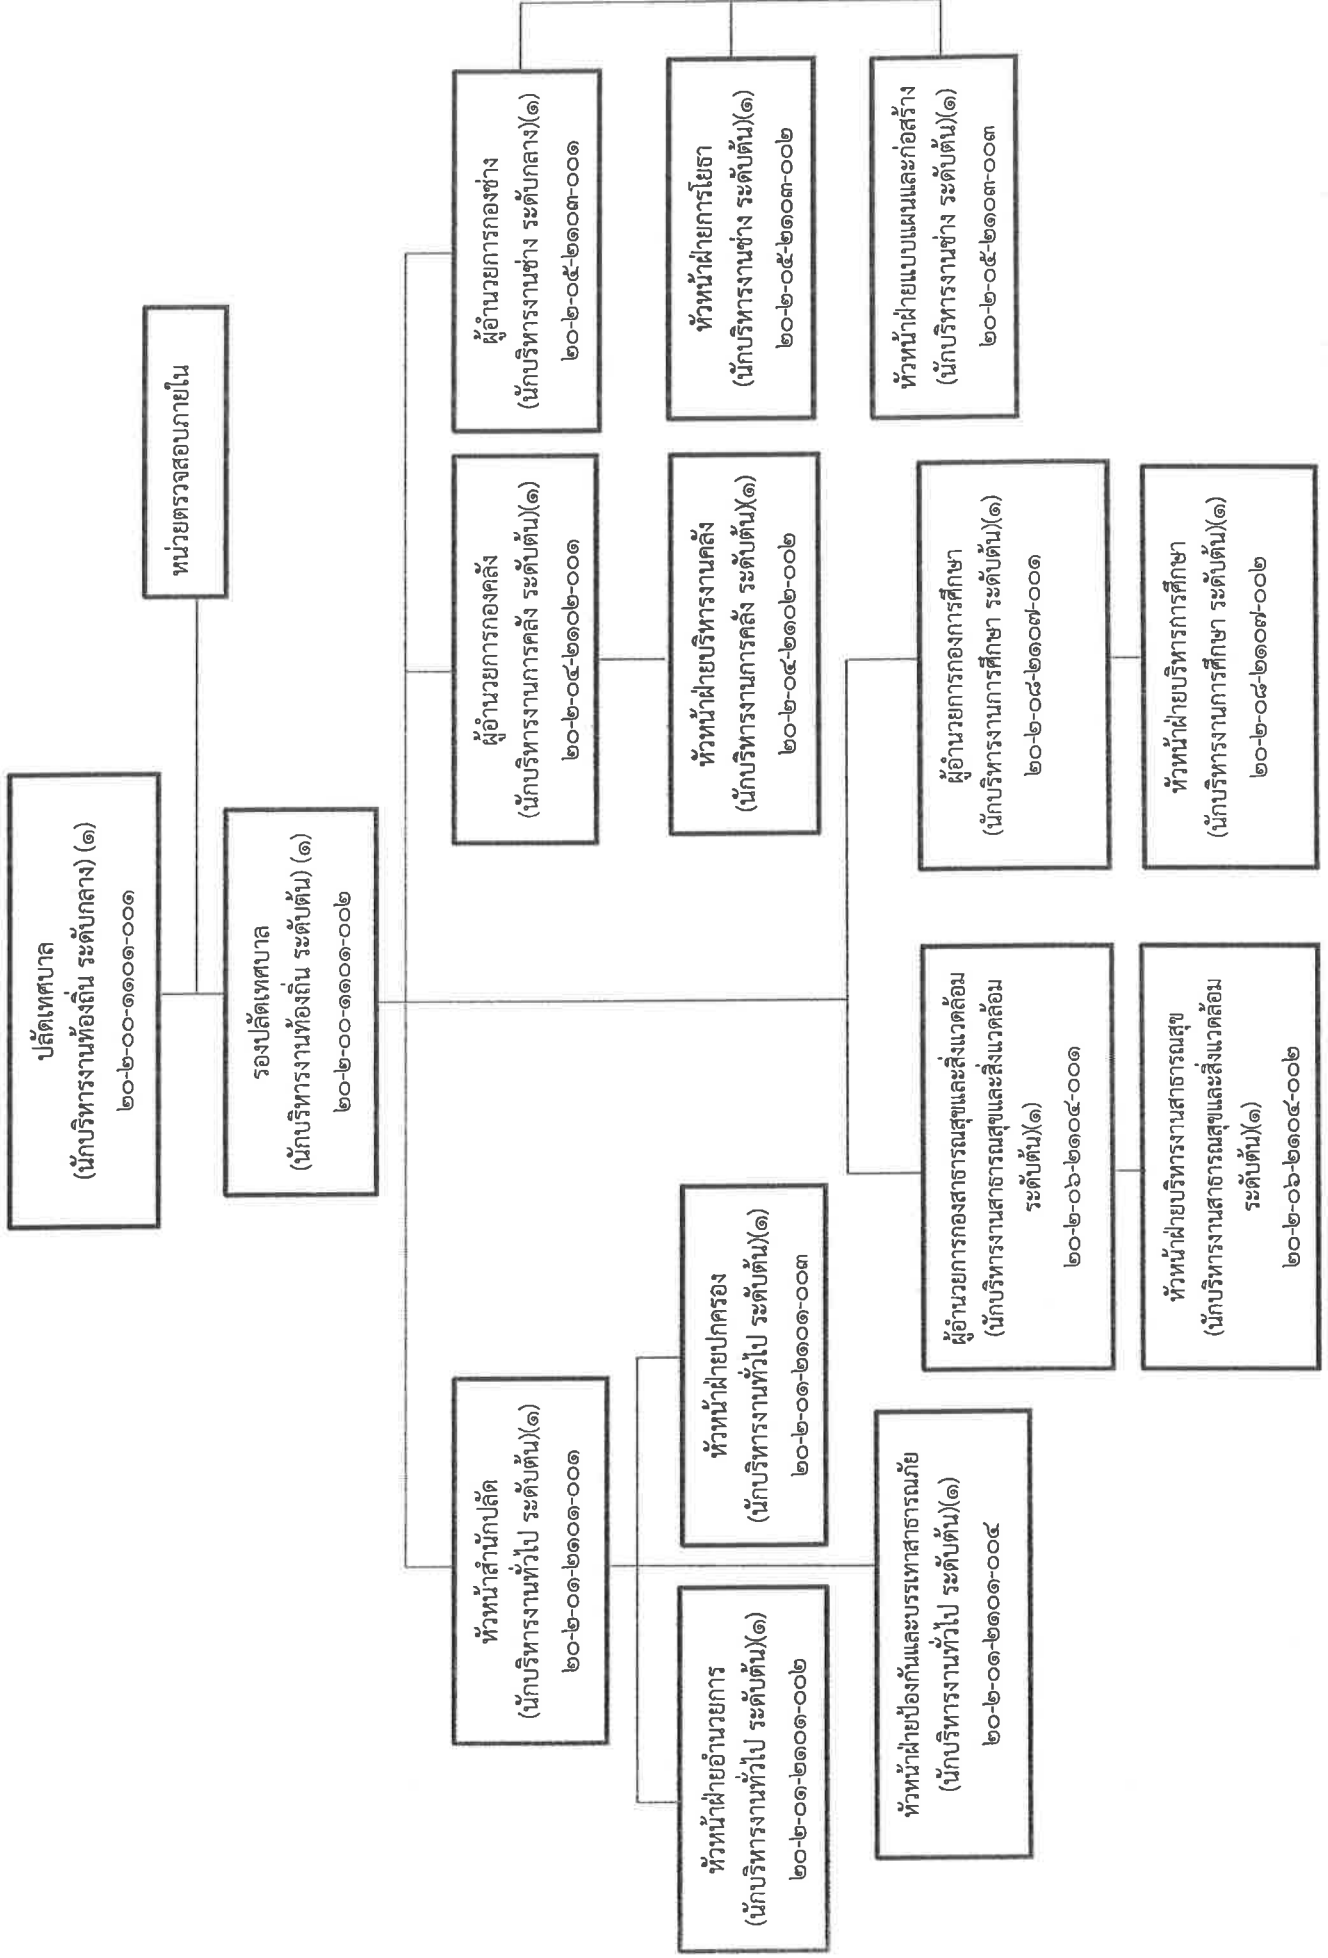 ปลัดเทศบาล
(นักบริหารงานท้องถิ่น ระดับกลาง) (๑)
๒๐-๒-๐๐-๑๑๐๑-๐๐๑
หน่วยตรวจสอบภายใน
รองปลัดเทศบาล
(นักบริหารงานท้องถิ่น ระดับต้น) (๑)
๒๐-๒-๐๐-๑๑๐๑-๐๐๒
หัวหน้าสำนักปลัด
(นักบริหารงานทั่วไป ระดับต้น)(๑)
๒๐-๒-๐๑-๒๑๐๑-๐๐๑
ผู้อำนวยการกองคลัง
(นักบริหารงานการคลัง ระดับต้น)(๑)
๒๐-๒-๐๔-๒๑๐๒-๐๐๑
ผู้อำนวยการกองช่าง
(นักบริหารงานช่าง ระดับกลาง)(๑)
๒๐-๒-๐๕-๒๑๐๓-๐๐๑
หัวหน้าฝ่ายอำนวยการ
(นักบริหารงานทั่วไป ระดับต้น)(๑)
๒๐-๒-๐๑-๒๑๐๑-๐๐๒
หัวหน้าฝ่ายปกครอง
(นักบริหารงานทั่วไป ระดับต้น)(๑)
๒๐-๒-๐๑-๒๑๐๑-๐๐๓
หัวหน้าฝ่ายบริหารงานคลัง
(นักบริหารงานการคลัง ระดับต้น)(๑)
๒๐-๒-๐๔-๒๑๐๒-๐๐๒
หัวหน้าฝ่ายการโยธา
(นักบริหารงานช่าง ระดับต้น)(๑)
๒๐-๒-๐๕-๒๑๐๓-๐๐๒
หัวหน้าฝ่ายป้องกันและบรรเทาสาธารณภัย
(นักบริหารงานทั่วไป ระดับต้น)(๑)
๒๐-๒-๐๑-๒๑๐๑-๐๐๔
ผู้อำนวยการกองสาธารณสุขและสิ่งแวดล้อม
(นักบริหารงานสาธารณสุขและสิ่งแวดล้อม
ระดับต้น)(๑)
๒๐-๒-๐๖-๒๑๐๔-๐๐๑
ผู้อำนวยการกองการศึกษา
(นักบริหารงานการศึกษา ระดับต้น)(๑)
๒๐-๒-๐๘-๒๑๐๗-๐๐๑
หัวหน้าฝ่ายแบบแผนและก่อสร้าง
(นักบริหารงานช่าง ระดับต้น)(๑)
๒๐-๒-๐๕-๒๑๐๓-๐๐๓
หัวหน้าฝ่ายบริหารงานสาธารณสุข
(นักบริหารงานสาธารณสุขและสิ่งแวดล้อม
ระดับต้น)(๑)
๒๐-๒-๐๖-๒๑๐๔-๐๐๒
หัวหน้าฝ่ายบริหารการศึกษา
(นักบริหารงานการศึกษา ระดับต้น)(๑)
๒๐-๒-๐๘-๒๑๐๗-๐๐๒